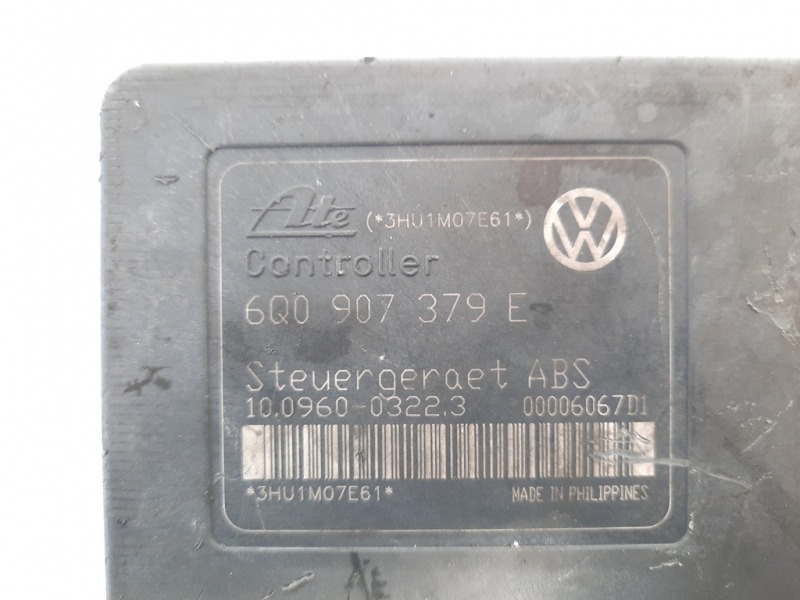 Ate (*3HU1M07E61*)
Controller
6Q0 907 379 E
Steuergeraet ABS
10.0960-0322.3 00006067D1
*3HU1M07E61* MADE IN PHILIPPINES